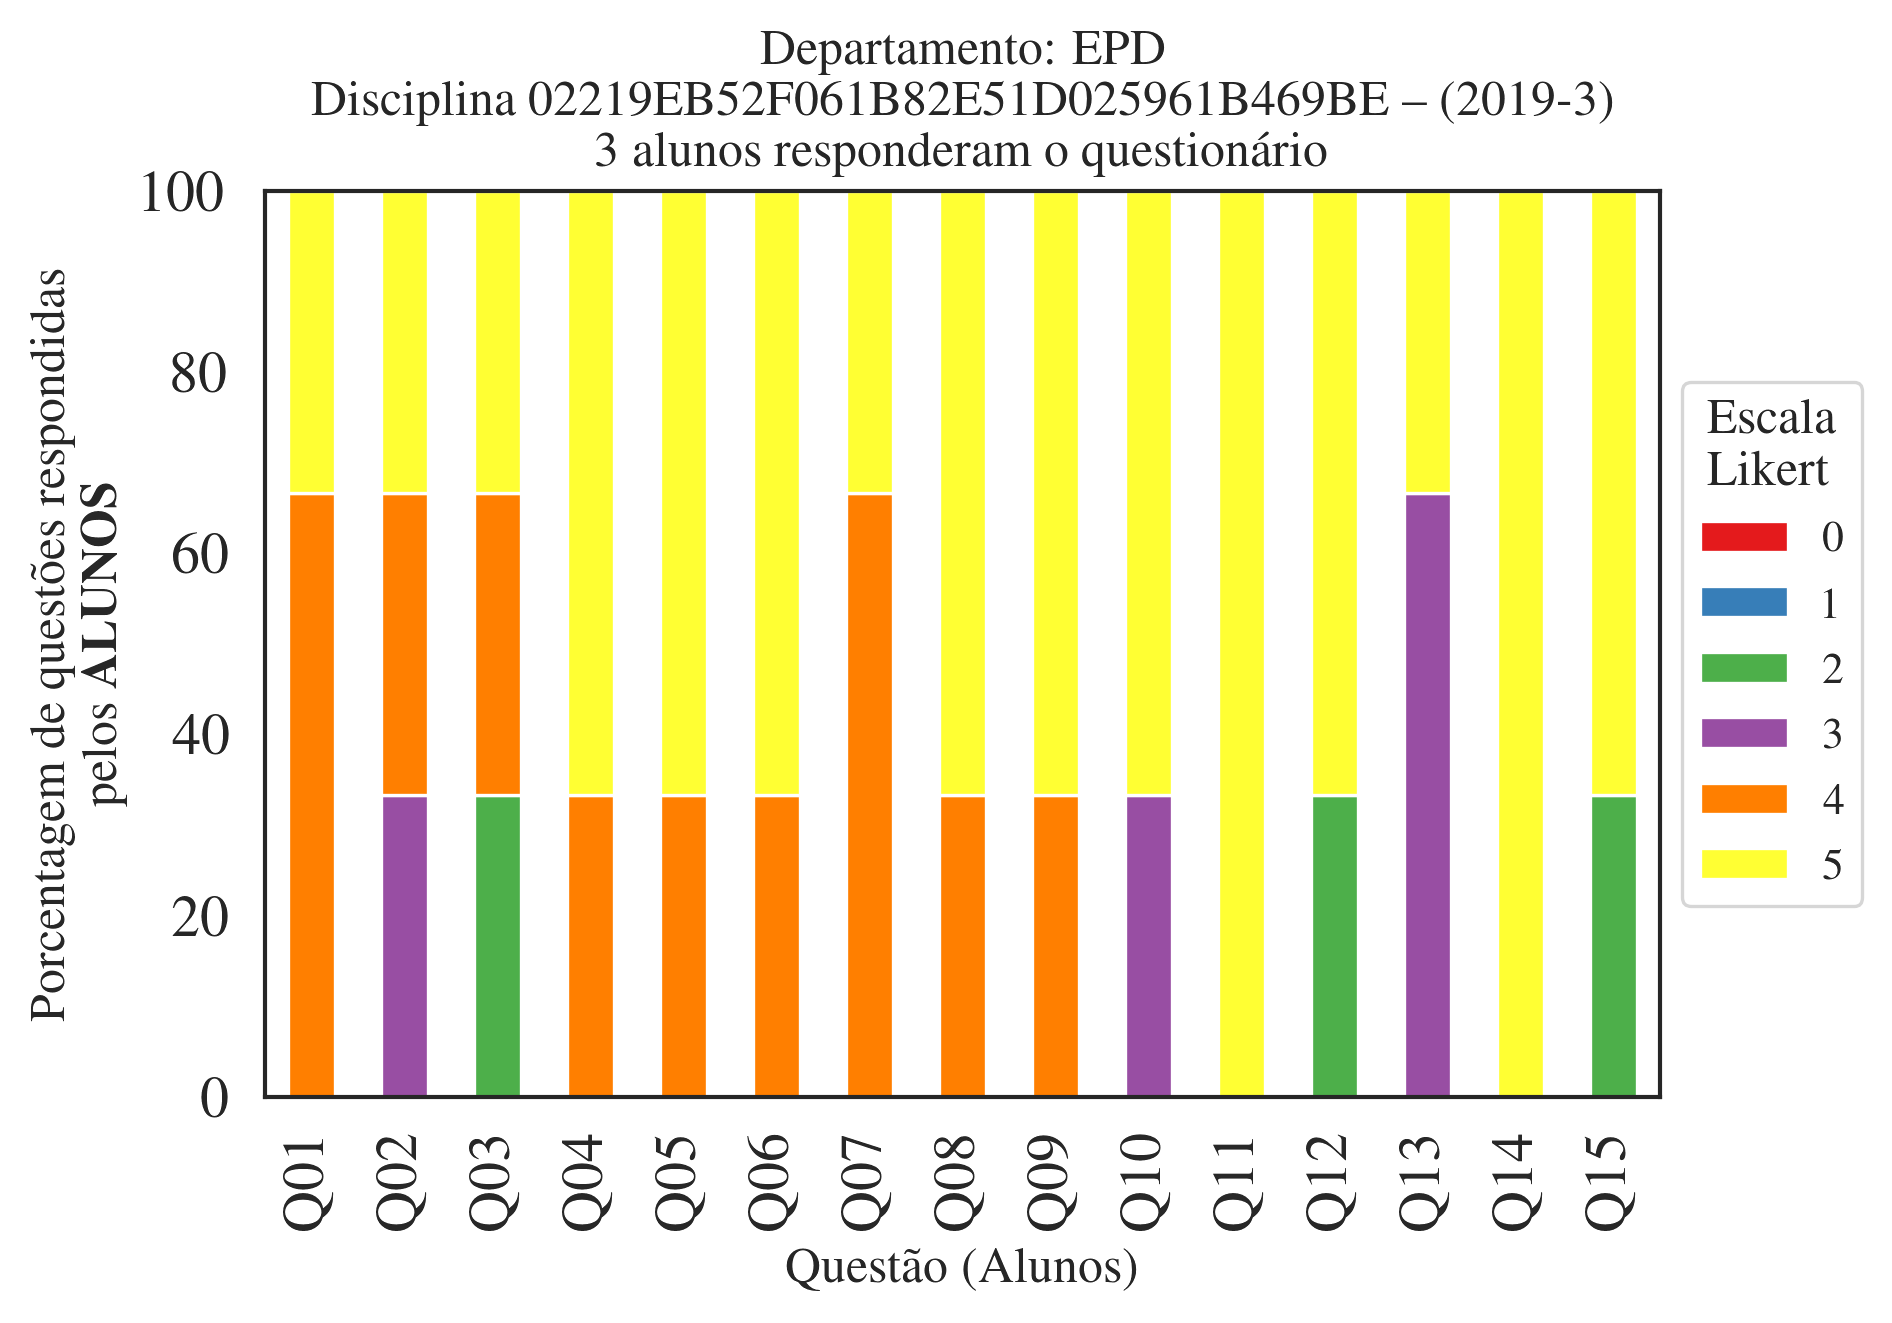 Departamento: EPD
Disciplina 02219EB52F061B82E51D025961B469BE – (2019-3)
3 alunos responderam o questionário
Porcentagem de questões respondidas
pelos ALUNOS
100
80
60
40
20
0
Q01
Q02
Q03
Q04
Q05
Q06
Q07
Q08
Q09
Q10
Q11
Q12
Q13
Q14
Q15
Questão (Alunos)
Escala
Likert
0
1
2
3
4
5